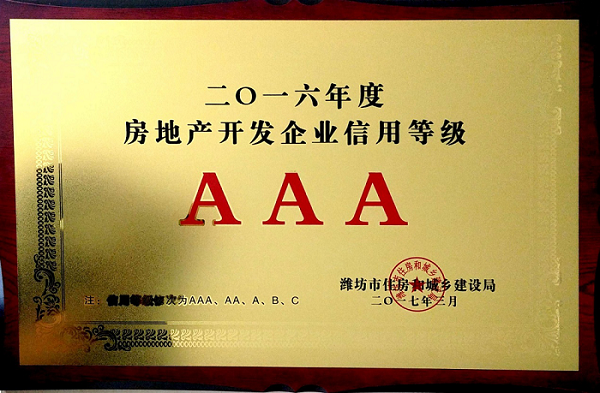 二〇一六年度
房地产开发企业信用等级
AAA
潍坊市住房和城乡建设局
二〇一七年三月
注：信用等级依次为AAA、AA、A、B、C